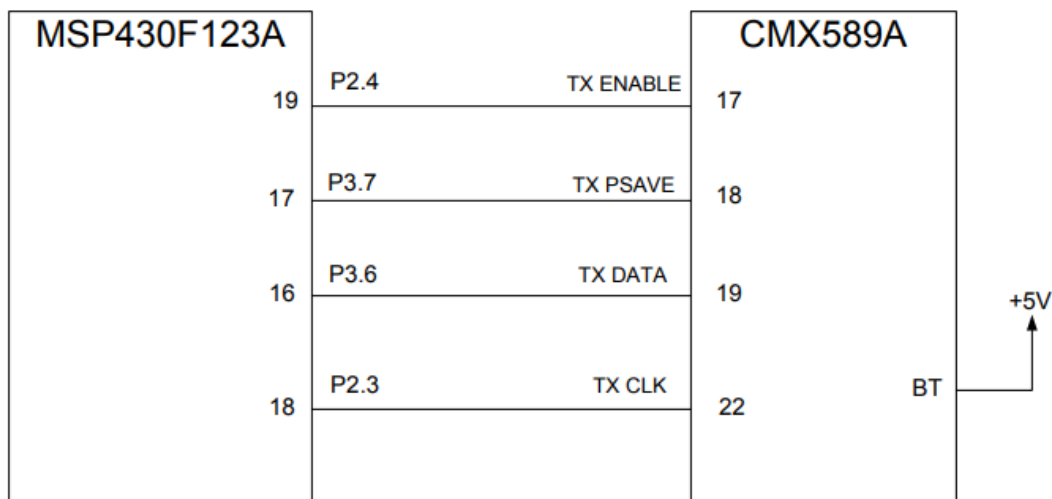 MSP430F123A
CMX589A
P2.4
TX ENABLE
19
17
P3.7
TX PSAVE
17
18
P3.6
TX DATA
16
19
+5V
P2.3
TX CLK
BT
18
22